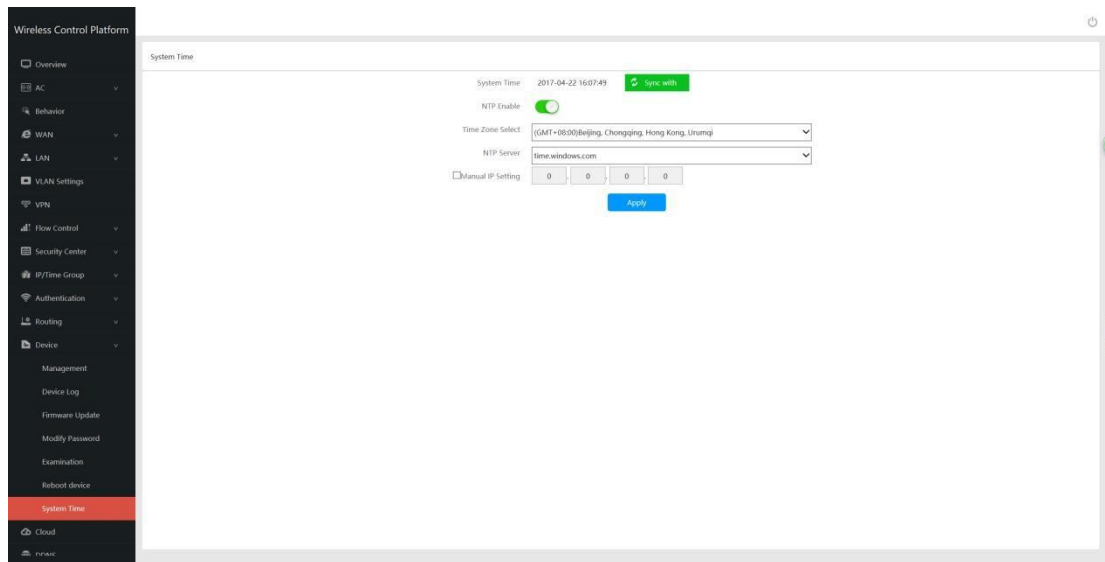 Wireless Control Platform
Overview
AC
Behavior
WAN
LAN
VLAN Settings
VPN
Flow Control
Security Center
IP/Time Group
Authentication
Routing
Device
Management
Device Log
Firmware Update
Modify Password
Examination
Reboot device
System Time
Cloud
System Time
System Time 2017-04-22 16:07:49 Sync with
NTP Enable
Time Zone Select (GMT+08:00)Beijing, Chongqing, Hong Kong, Urumqi
NTP Server time.windows.com
Manual IP Setting 0 . 0 . 0 . 0
Apply